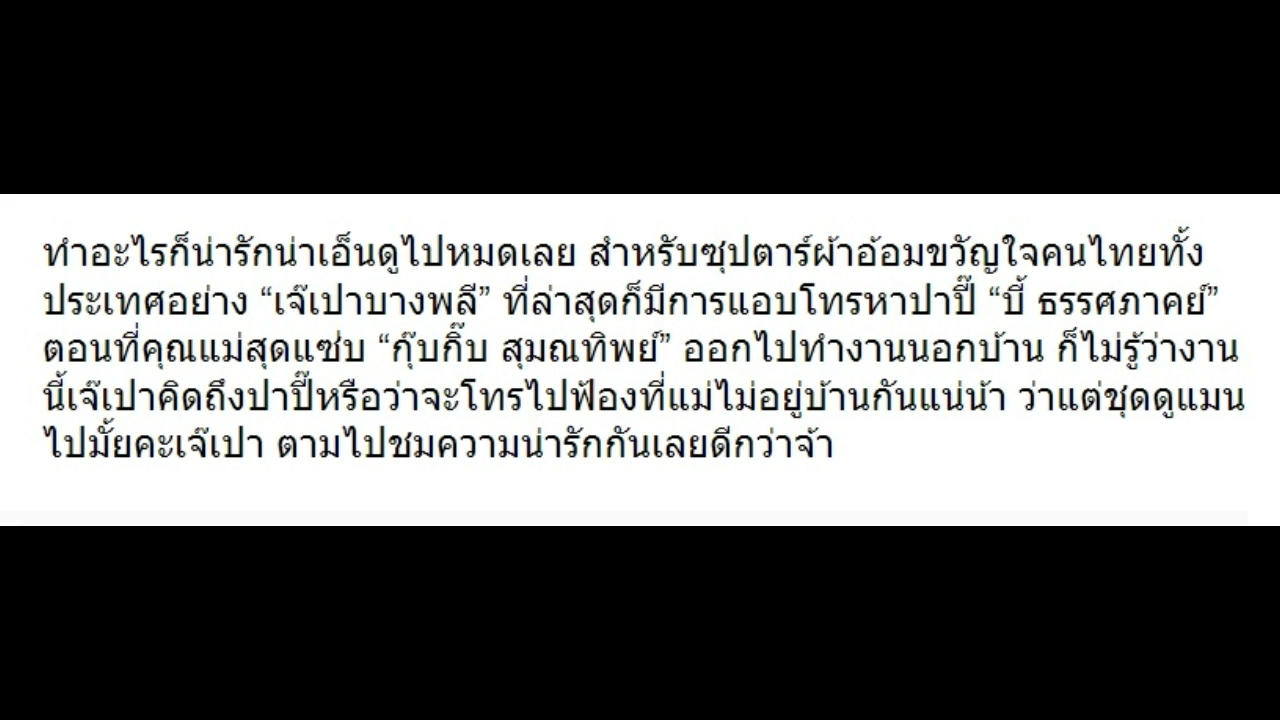 ทำอะไรก็น่ารักน่าเอ็นดูไปหมดเลย สำหรับซุปตาร์ผ้าอ้อมขวัญใจคนไทยทั้ง
ประเทศอย่าง “เจ๊เปาบางพลี” ที่ล่าสุดก็มีการแอบโทรหาปาปี๊ “บี้ ธรรศภาคย์”
ตอนที่คุณแม่สุดแซ่บ “กุ๊บกิ๊บ สุมณทิพย์” ออกไปทำงานนอกบ้าน ก็ไม่รู้ว่างาน
นี้เจ๊เปาคิดถึงปาปี๊หรือว่าจะโทรไปฟ้องที่แม่ไม่อยู่บ้านกันแน่น้า ว่าแต่ชุดดูแมน
ไปมั้ยคะเจ๊เปา ตามไปชมความน่ารักกันเลยดีกว่าจ้า